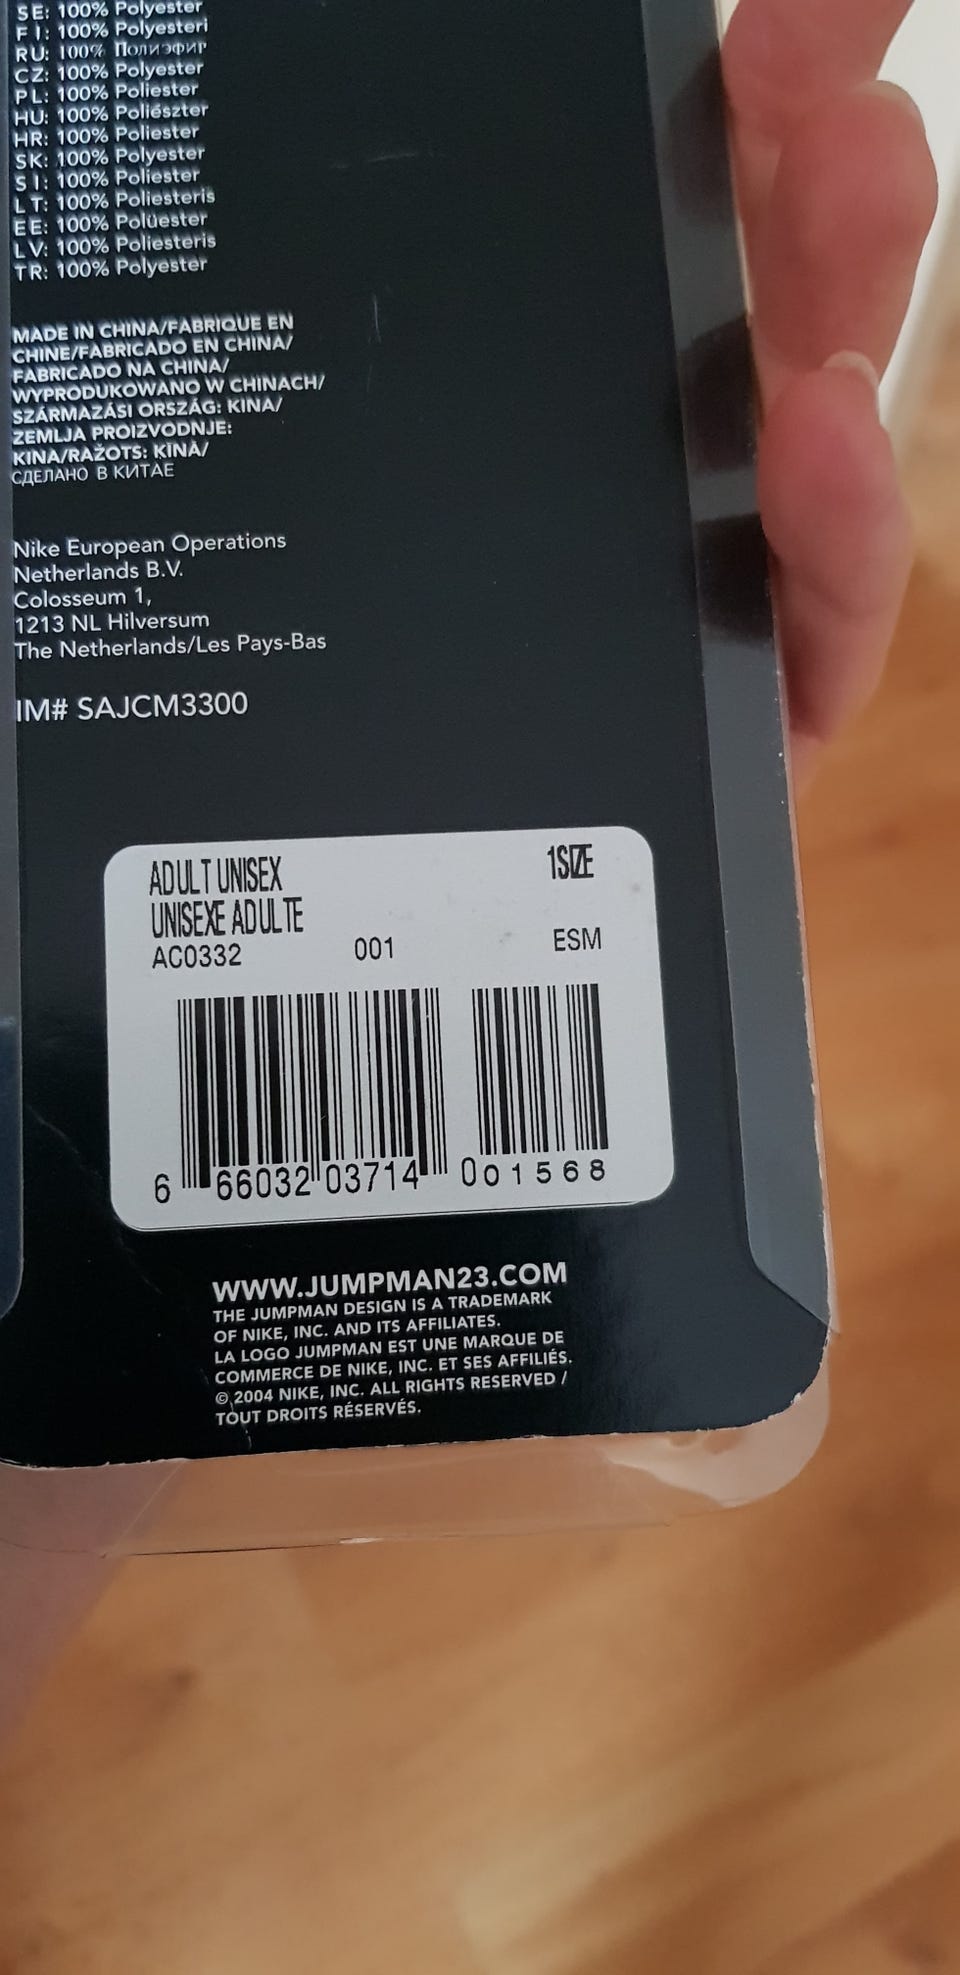 SE: 100% Polyester
FI: 100% Polyesteri
RU: 100% Полиэфир
CZ: 100% Polyester
PL: 100% Poliester
HU: 100% Poliészter
HR: 100% Poliester
SK: 100% Polyester
SI: 100% Poliester
LT: 100% Poliesteris
EE: 100% Polüester
LV: 100% Poliesteris
TR: 100% Polyester
MADE IN CHINA/FABRIQUE EN
CHINE/FABRICADO EN CHINA/
FABRICADO NA CHINA/
WYPRODUKOWANO W CHINACH/
SZÁRMAZÁSI ORSZÁG: KINA/
ZEMLJA PROIZVODNJE:
KINA/RAŽOTS: ĶĪNĀ/
СДЕЛАНО В КИТАЕ
Nike European Operations
Netherlands B.V.
Colosseum 1,
1213 NL Hilversum
The Netherlands/Les Pays-Bas
IM# SAJCM3300
ADULT UNISEX 1SIZE
UNISEXE ADULTE
AC0332 001 ESM
6 66032 03714 0 01568
WWW.JUMPMAN23.COM
THE JUMPMAN DESIGN IS A TRADEMARK
OF NIKE, INC. AND ITS AFFILIATES.
LA LOGO JUMPMAN EST UNE MARQUE DE
COMMERCE DE NIKE, INC. ET SES AFFILIÉS.
© 2004 NIKE, INC. ALL RIGHTS RESERVED /
TOUT DROITS RÉSERVÉS.